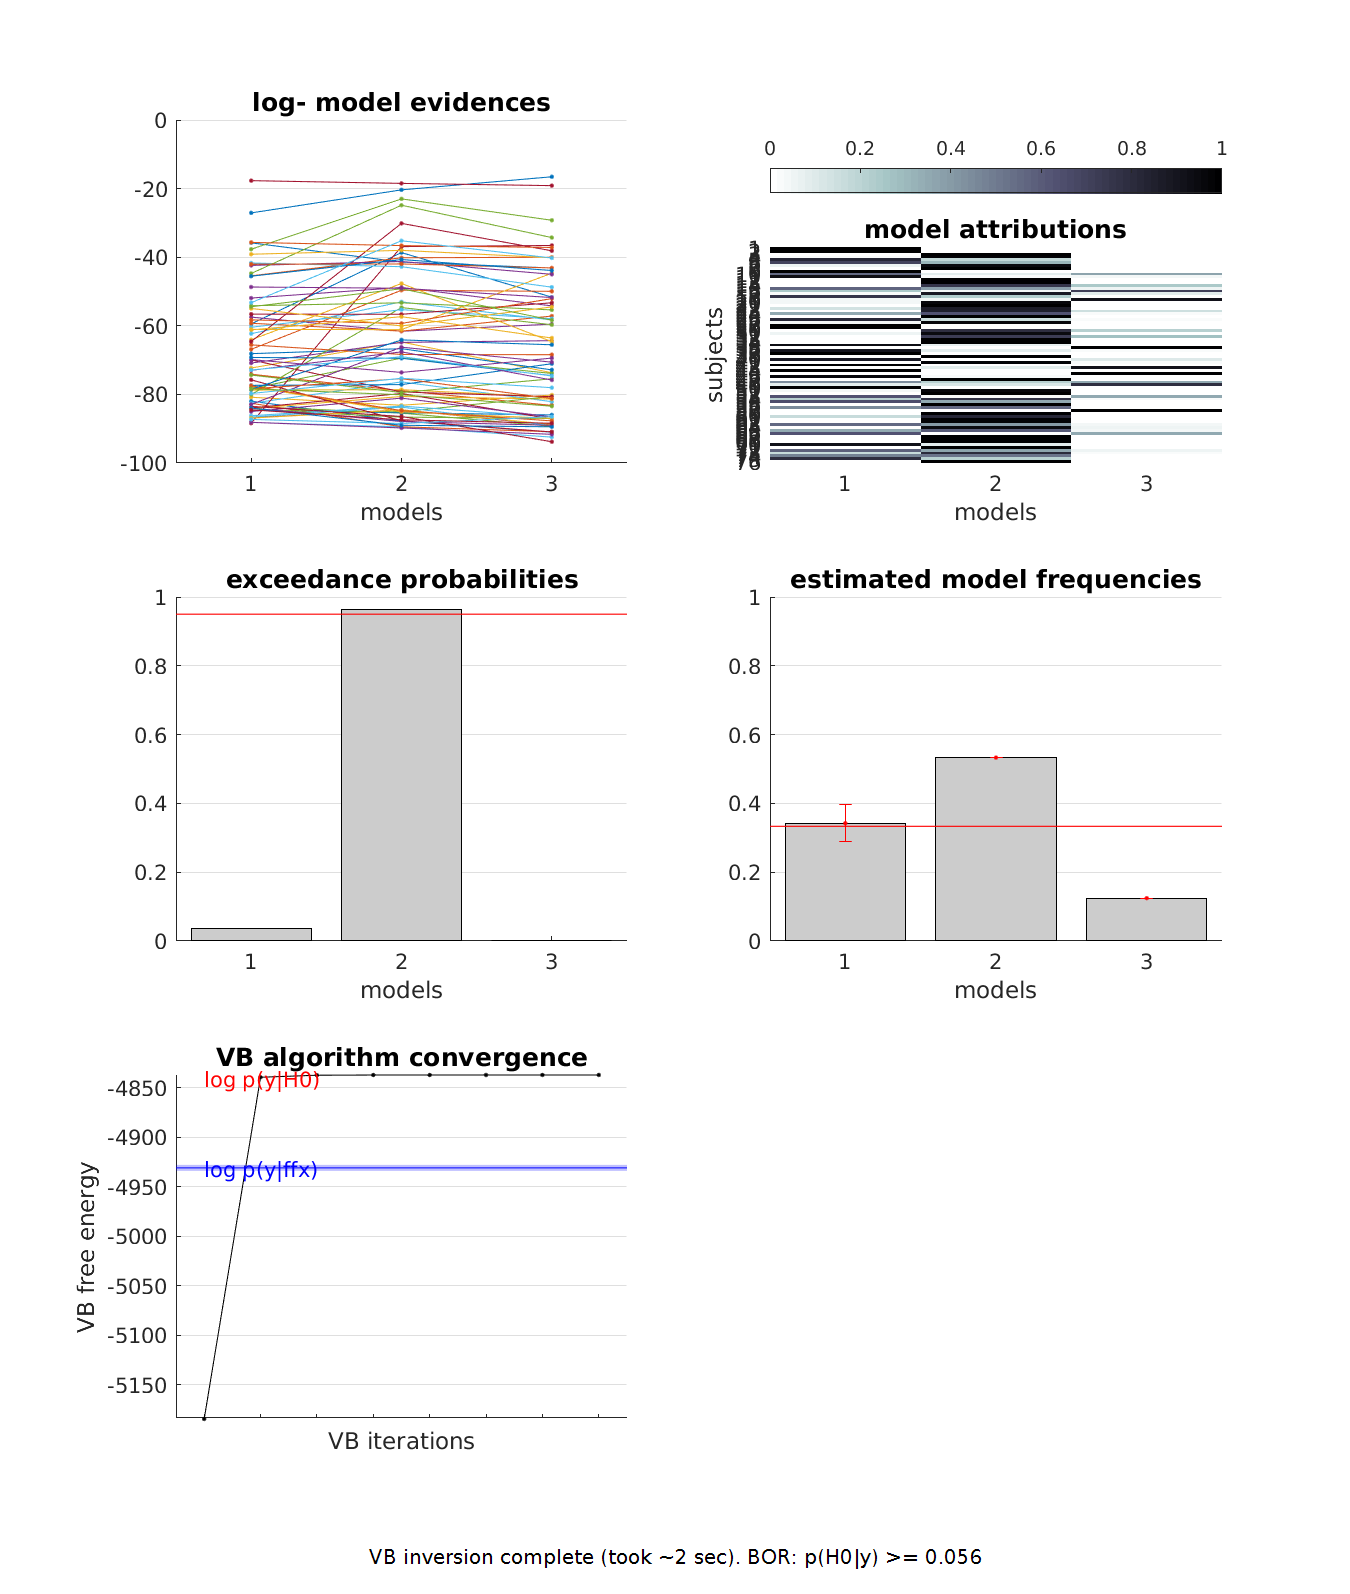 log- model evidences
0
-20
-40
-60
-80
-100
1 2 3
models
0 0.2 0.4 0.6 0.8 1
model attributions
subjects
1 2 3
models
exceedance probabilities
1
0.8
0.6
0.4
0.2
0
1 2 3
models
estimated model frequencies
1
0.8
0.6
0.4
0.2
0
1 2 3
models
VB algorithm convergence
log p(y|H0)
log p(y|ffx)
VB free energy
-4850
-4900
-4950
-5000
-5050
-5100
-5150
VB iterations
VB inversion complete (took ~2 sec). BOR: p(H0|y) >= 0.056